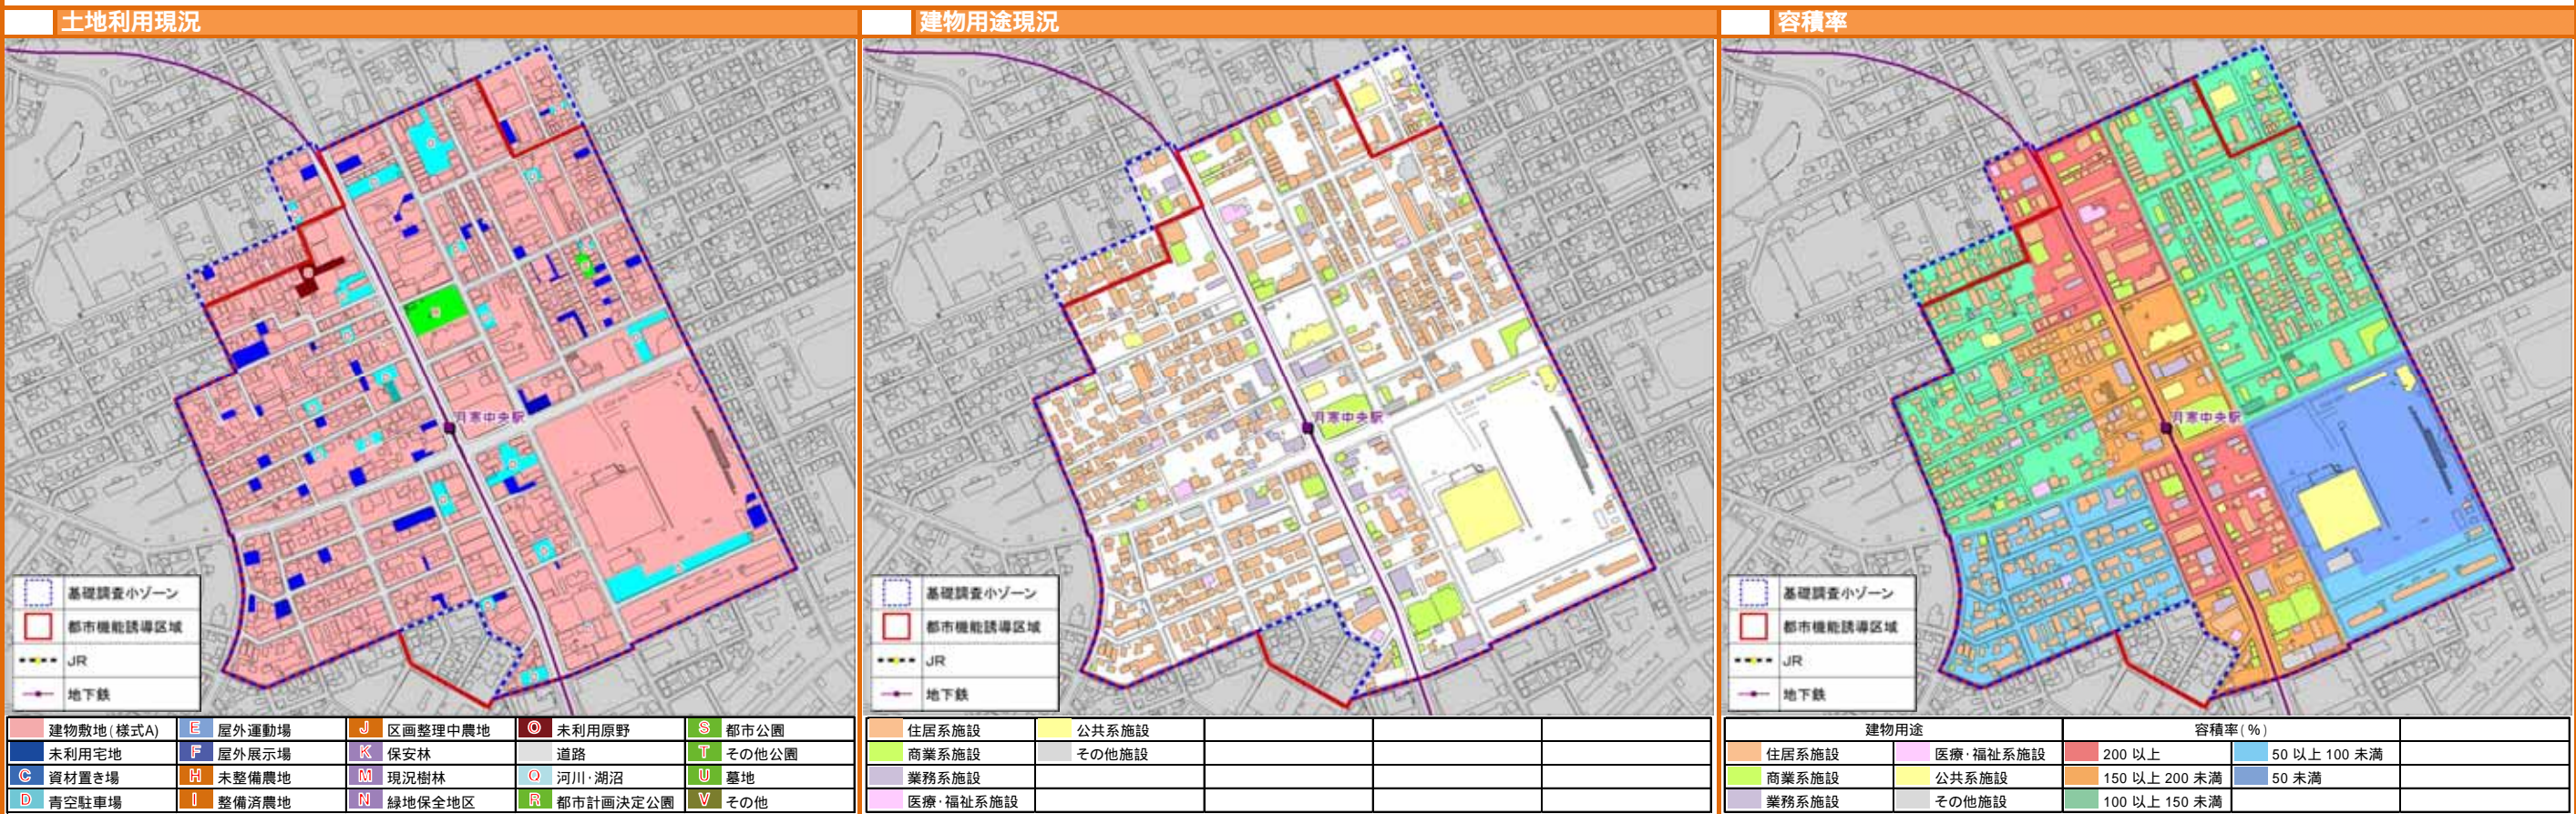 土地利用現況
建物用途現況
容積率
月寒中央駅
基礎調査小ゾーン
都市機能誘導区域
JR
地下鉄
月寒中央駅
基礎調査小ゾーン
都市機能誘導区域
JR
地下鉄
月寒中央駅
基礎調査小ゾーン
都市機能誘導区域
JR
地下鉄
建物敷地(様式A) E 屋外運動場 J 区画整理中農地 O 未利用原野 S 都市公園
未利用宅地 F 屋外展示場 K 保安林 道路 T その他公園
C 資材置き場 H 未整備農地 M 現況樹林 Q 河川・湖沼 U 墓地
D 青空駐車場 I 整備済農地 N 緑地保全地区 R 都市計画決定公園 V その他
住居系施設 公共系施設
商業系施設 その他施設
業務系施設
医療・福祉系施設
建物用途 容積率(%)
住居系施設 医療・福祉系施設 200 以上 50 以上 100 未満
商業系施設 公共系施設 150 以上 200 未満 50 未満
業務系施設 その他施設 100 以上 150 未満